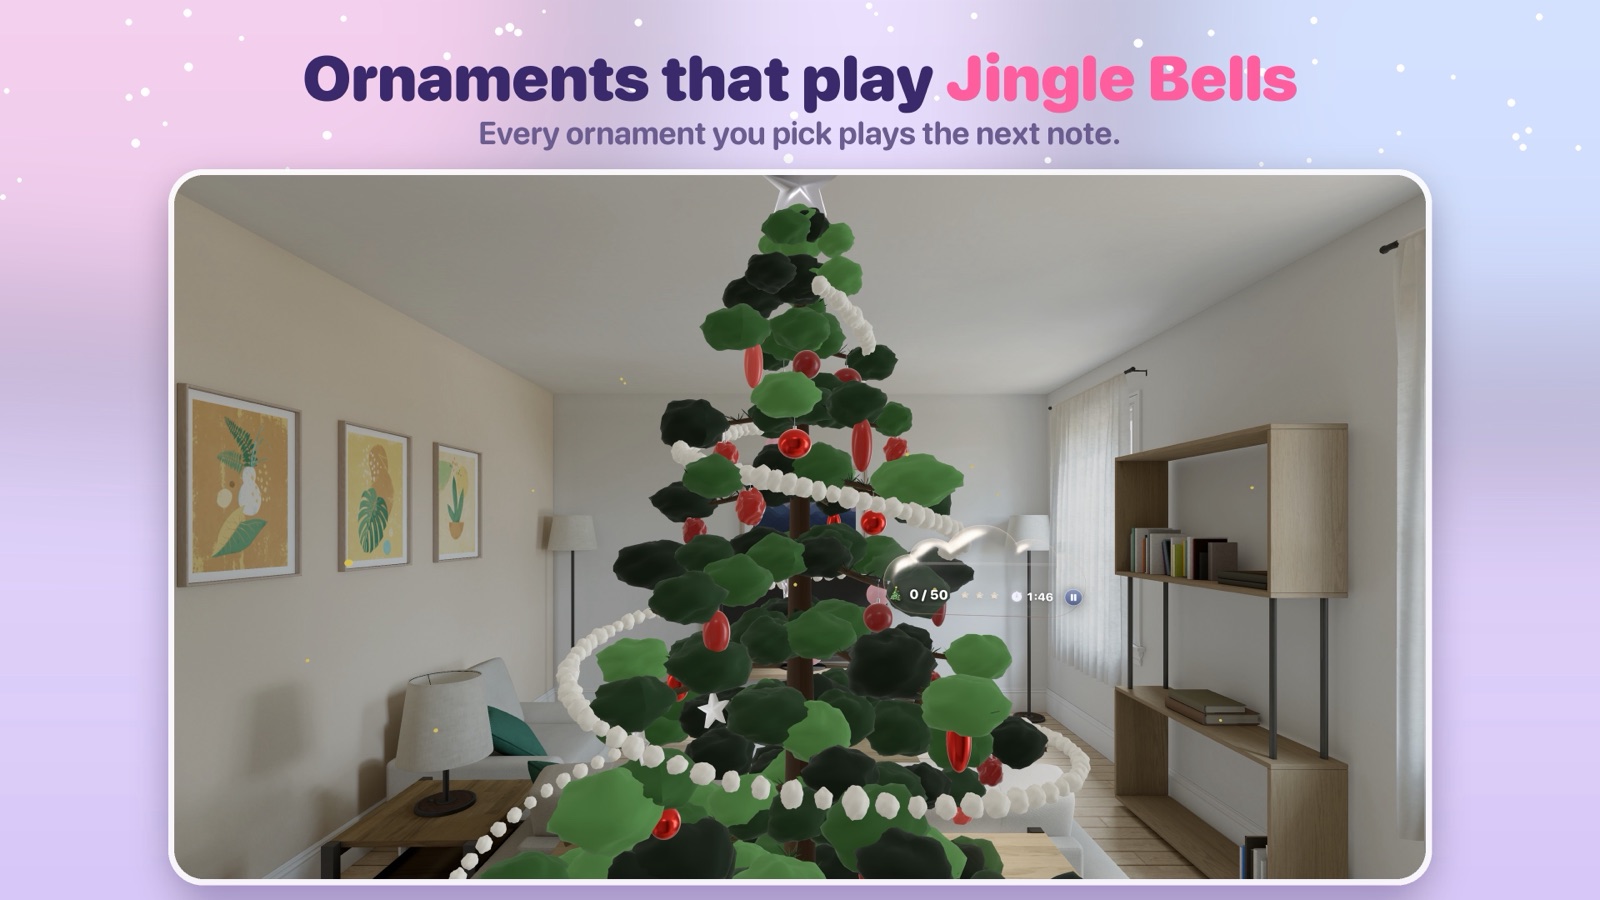 Ornaments that play Jingle Bells
Every ornament you pick plays the next note.
0 / 50 1:46